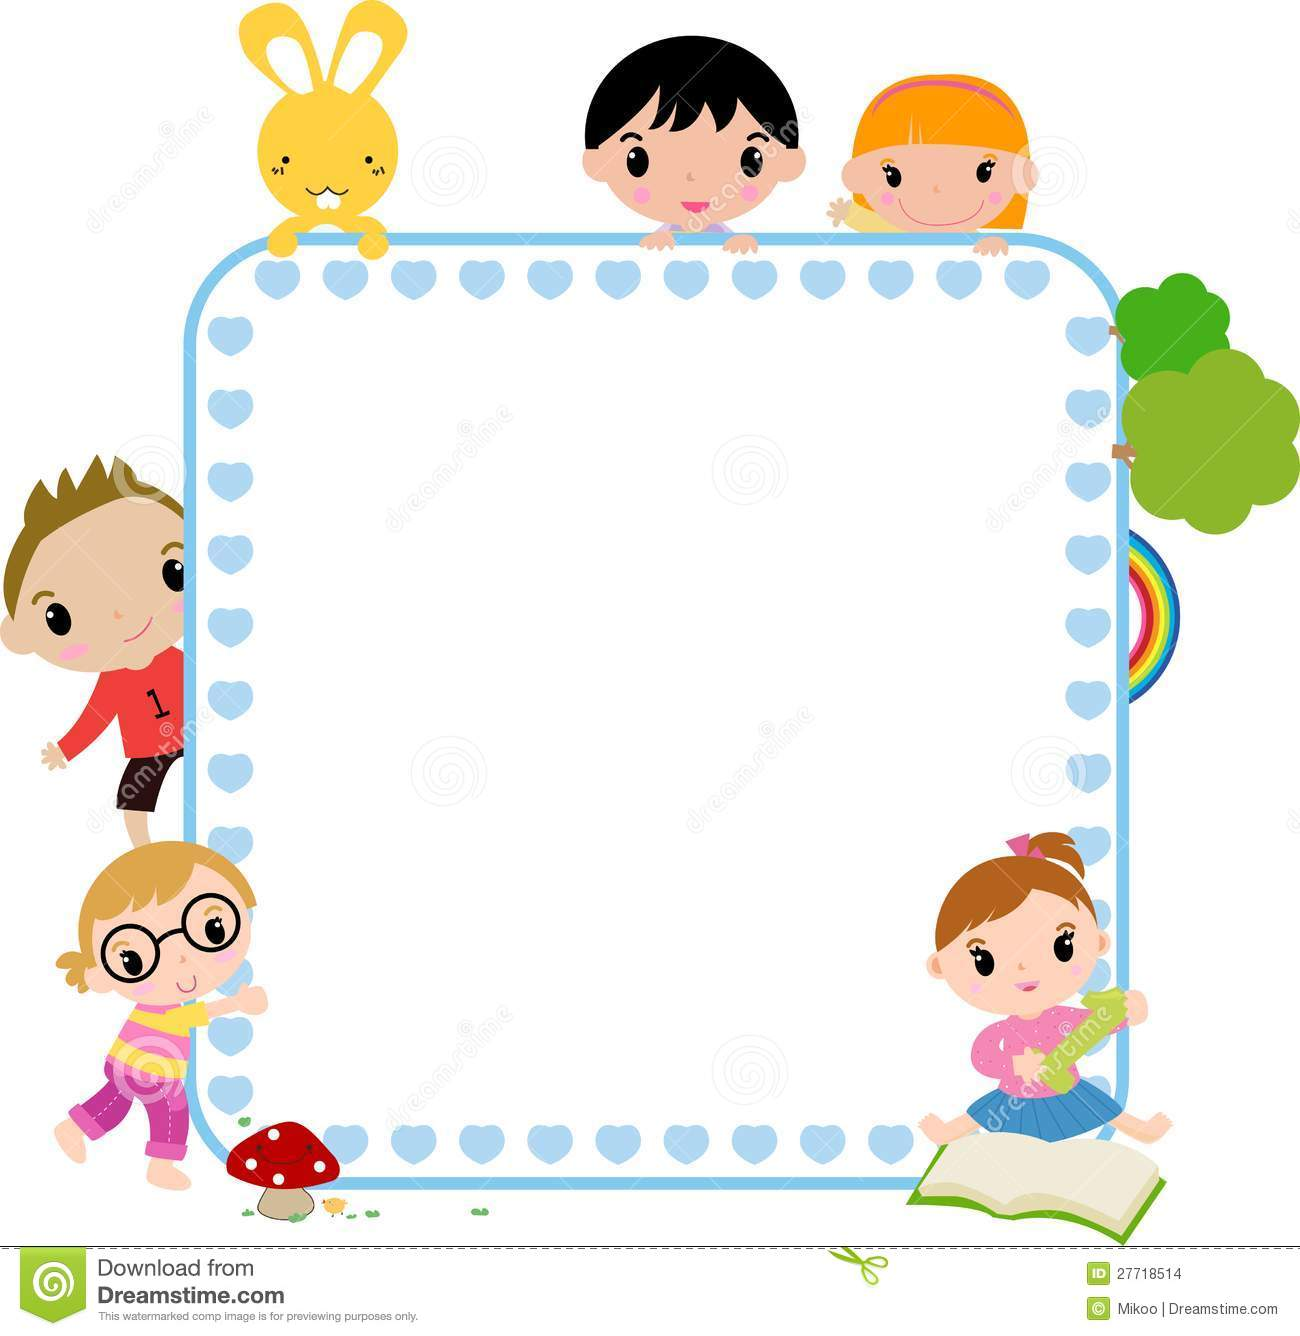 1
Download from
Dreamstime.com
This watermarked comp image is for previewing purposes only.
ID 27718514
© Mikoo | Dreamstime.com
dreamstime